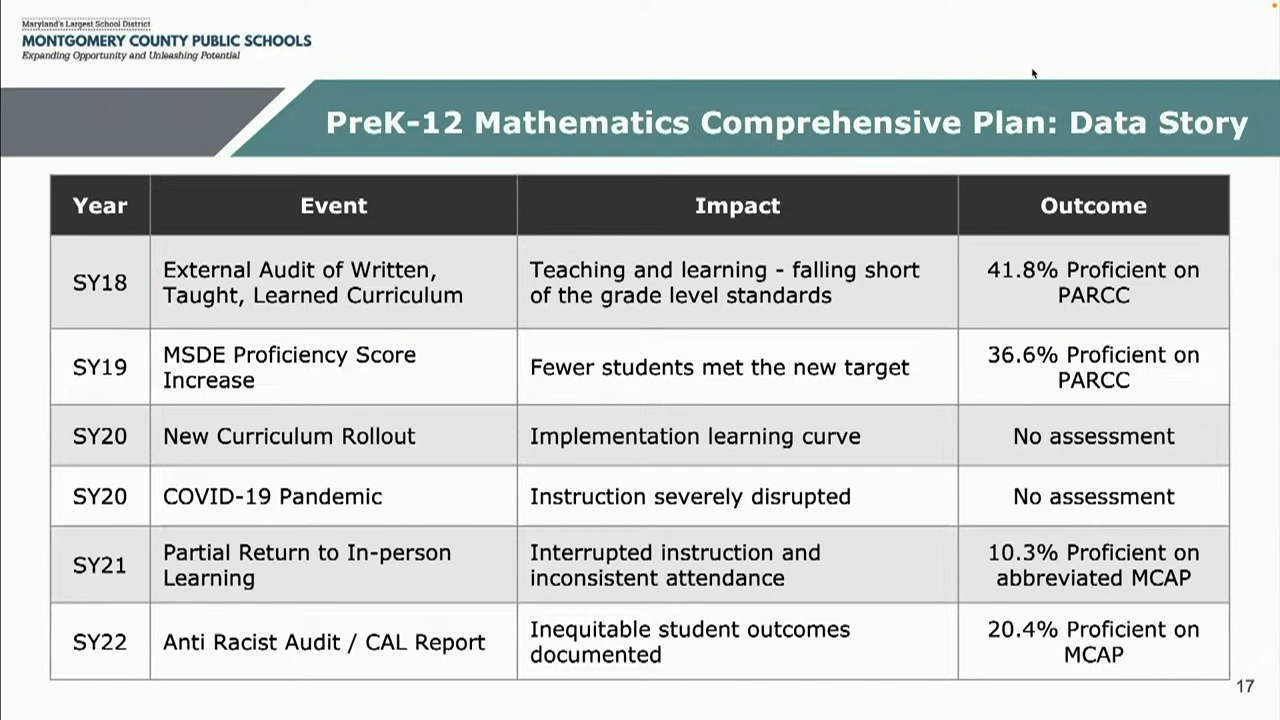 Maryland's Largest School District
MONTGOMERY COUNTY PUBLIC SCHOOLS
Expanding Opportunity and Unleashing Potential
PreK-12 Mathematics Comprehensive Plan: Data Story
Year Event Impact Outcome
SY18
External Audit of Written,
Taught, Learned Curriculum
Teaching and learning - falling short
of the grade level standards
41.8% Proficient on
PARCC
SY19
MSDE Proficiency Score
Increase
Fewer students met the new target
36.6% Proficient on
PARCC
SY20
New Curriculum Rollout
Implementation learning curve
No assessment
SY20
COVID-19 Pandemic
Instruction severely disrupted
No assessment
SY21
Partial Return to In-person
Learning
Interrupted instruction and
inconsistent attendance
10.3% Proficient on
abbreviated MCAP
SY22
Anti Racist Audit / CAL Report
Inequitable student outcomes
documented
20.4% Proficient on
MCAP
17